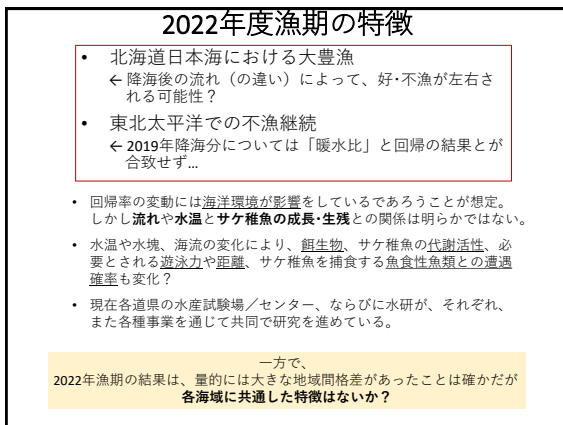 2022年度漁期の特徴
• 北海道日本海における大豊漁
← 降海後の流れ（の違い）によって、好・不漁が左右さ
れる可能性？
• 東北太平洋での不漁継続
← 2019年降海分については「暖水比」と回帰の結果とが
合致せず…
• 回帰率の変動には海洋環境が影響をしているであろうことが想定。
しかし流れや水温とサケ稚魚の成長・生残との関係は明らかではない。
• 水温や水塊、海流の変化により、餌生物、サケ稚魚の代謝活性、必
要とされる遊泳力や距離、サケ稚魚を捕食する魚食性魚類との遭遇
確率も変化？
• 現在各道県の水産試験場／センター、ならびに水研が、それぞれ、
また各種事業を通じて共同で研究を進めている。
一方で、
2022年漁期の結果は、量的には大きな地域間格差があったことは確かだが
各海域に共通した特徴はないか？